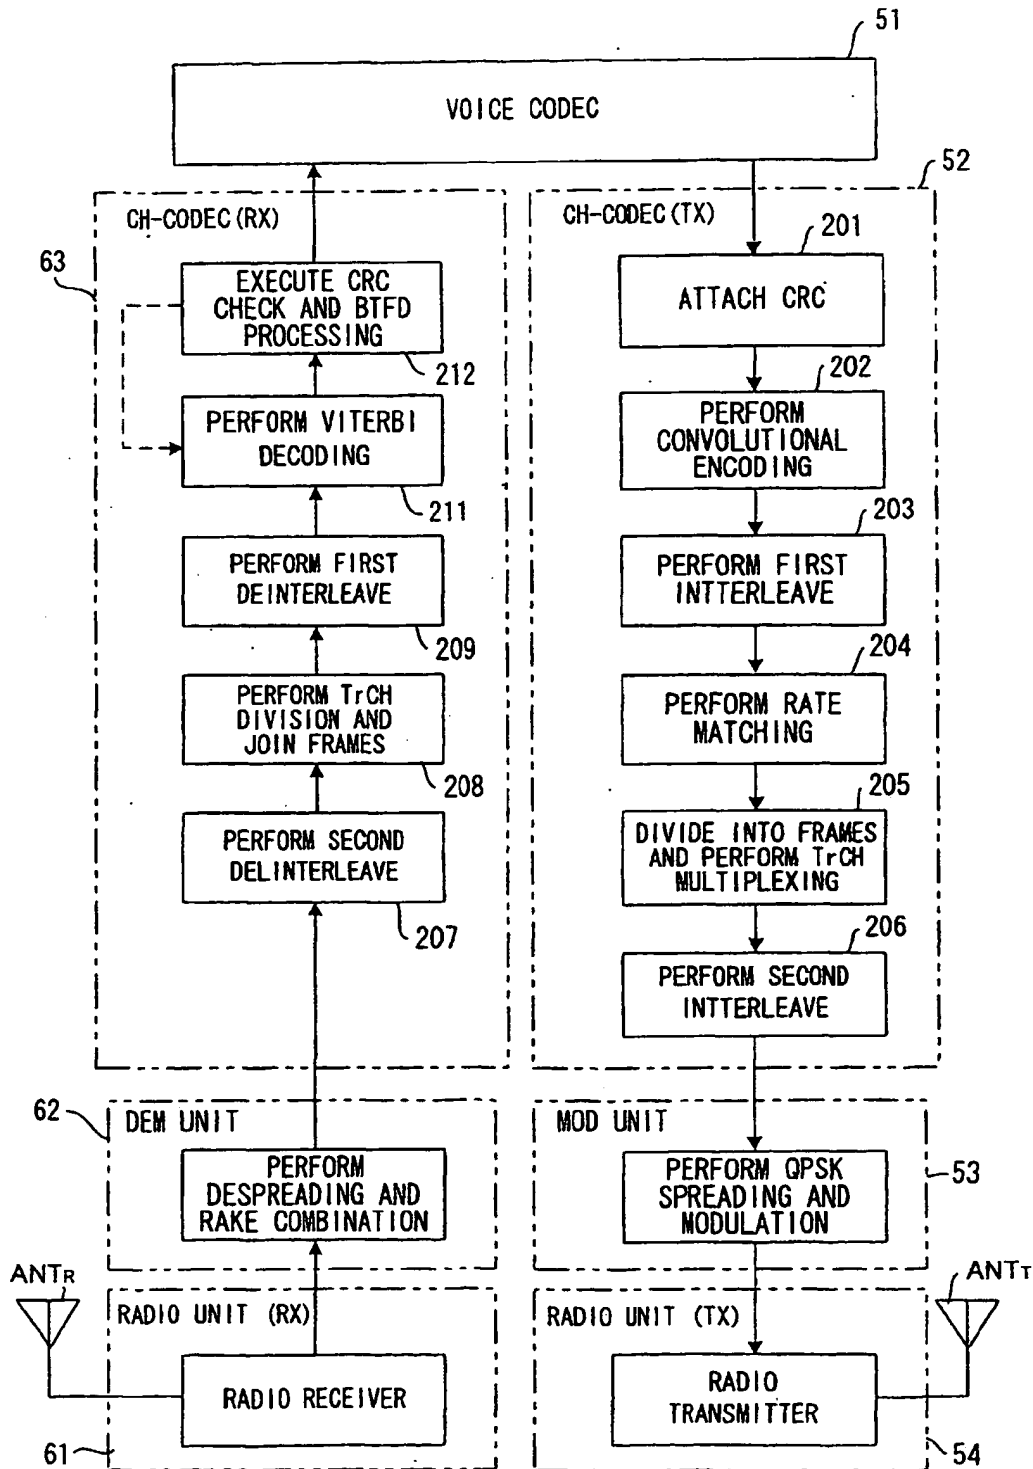 51
VOICE CODEC
52
CH-CODEC(RX)
63
EXECUTE CRC
CHECK AND BTFD
PROCESSING
212
PERFORM VITERBI
DECODING
211
PERFORM FIRST
DEINTERLEAVE
209
PERFORM TrCH
DIVISION AND
JOIN FRAMES
208
PERFORM SECOND
DELINTERLEAVE
207
CH-CODEC(TX)
201
ATTACH CRC
202
PERFORM
CONVOLUTIONAL
ENCODING
203
PERFORM FIRST
INTTERLEAVE
204
PERFORM RATE
MATCHING
205
DIVIDE INTO FRAMES
AND PERFORM TrCH
MULTIPLEXING
206
PERFORM SECOND
INTTERLEAVE
62
DEM UNIT
PERFORM
DESPREADING AND
RAKE COMBINATION
MOD UNIT
PERFORM QPSK
SPREADING AND
MODULATION
53
ANTR
RADIO UNIT (RX)
RADIO RECEIVER
61
RADIO UNIT (TX)
RADIO
TRANSMITTER
ANTT
54